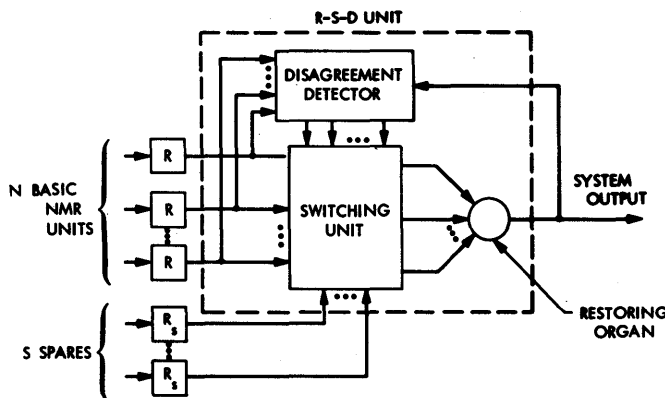 R-S-D UNIT
DISAGREEMENT
DETECTOR
N BASIC
NMR
UNITS
R
R
R
SWITCHING
UNIT
SYSTEM
OUTPUT
RESTORING
ORGAN
S SPARES
Rs
Rs